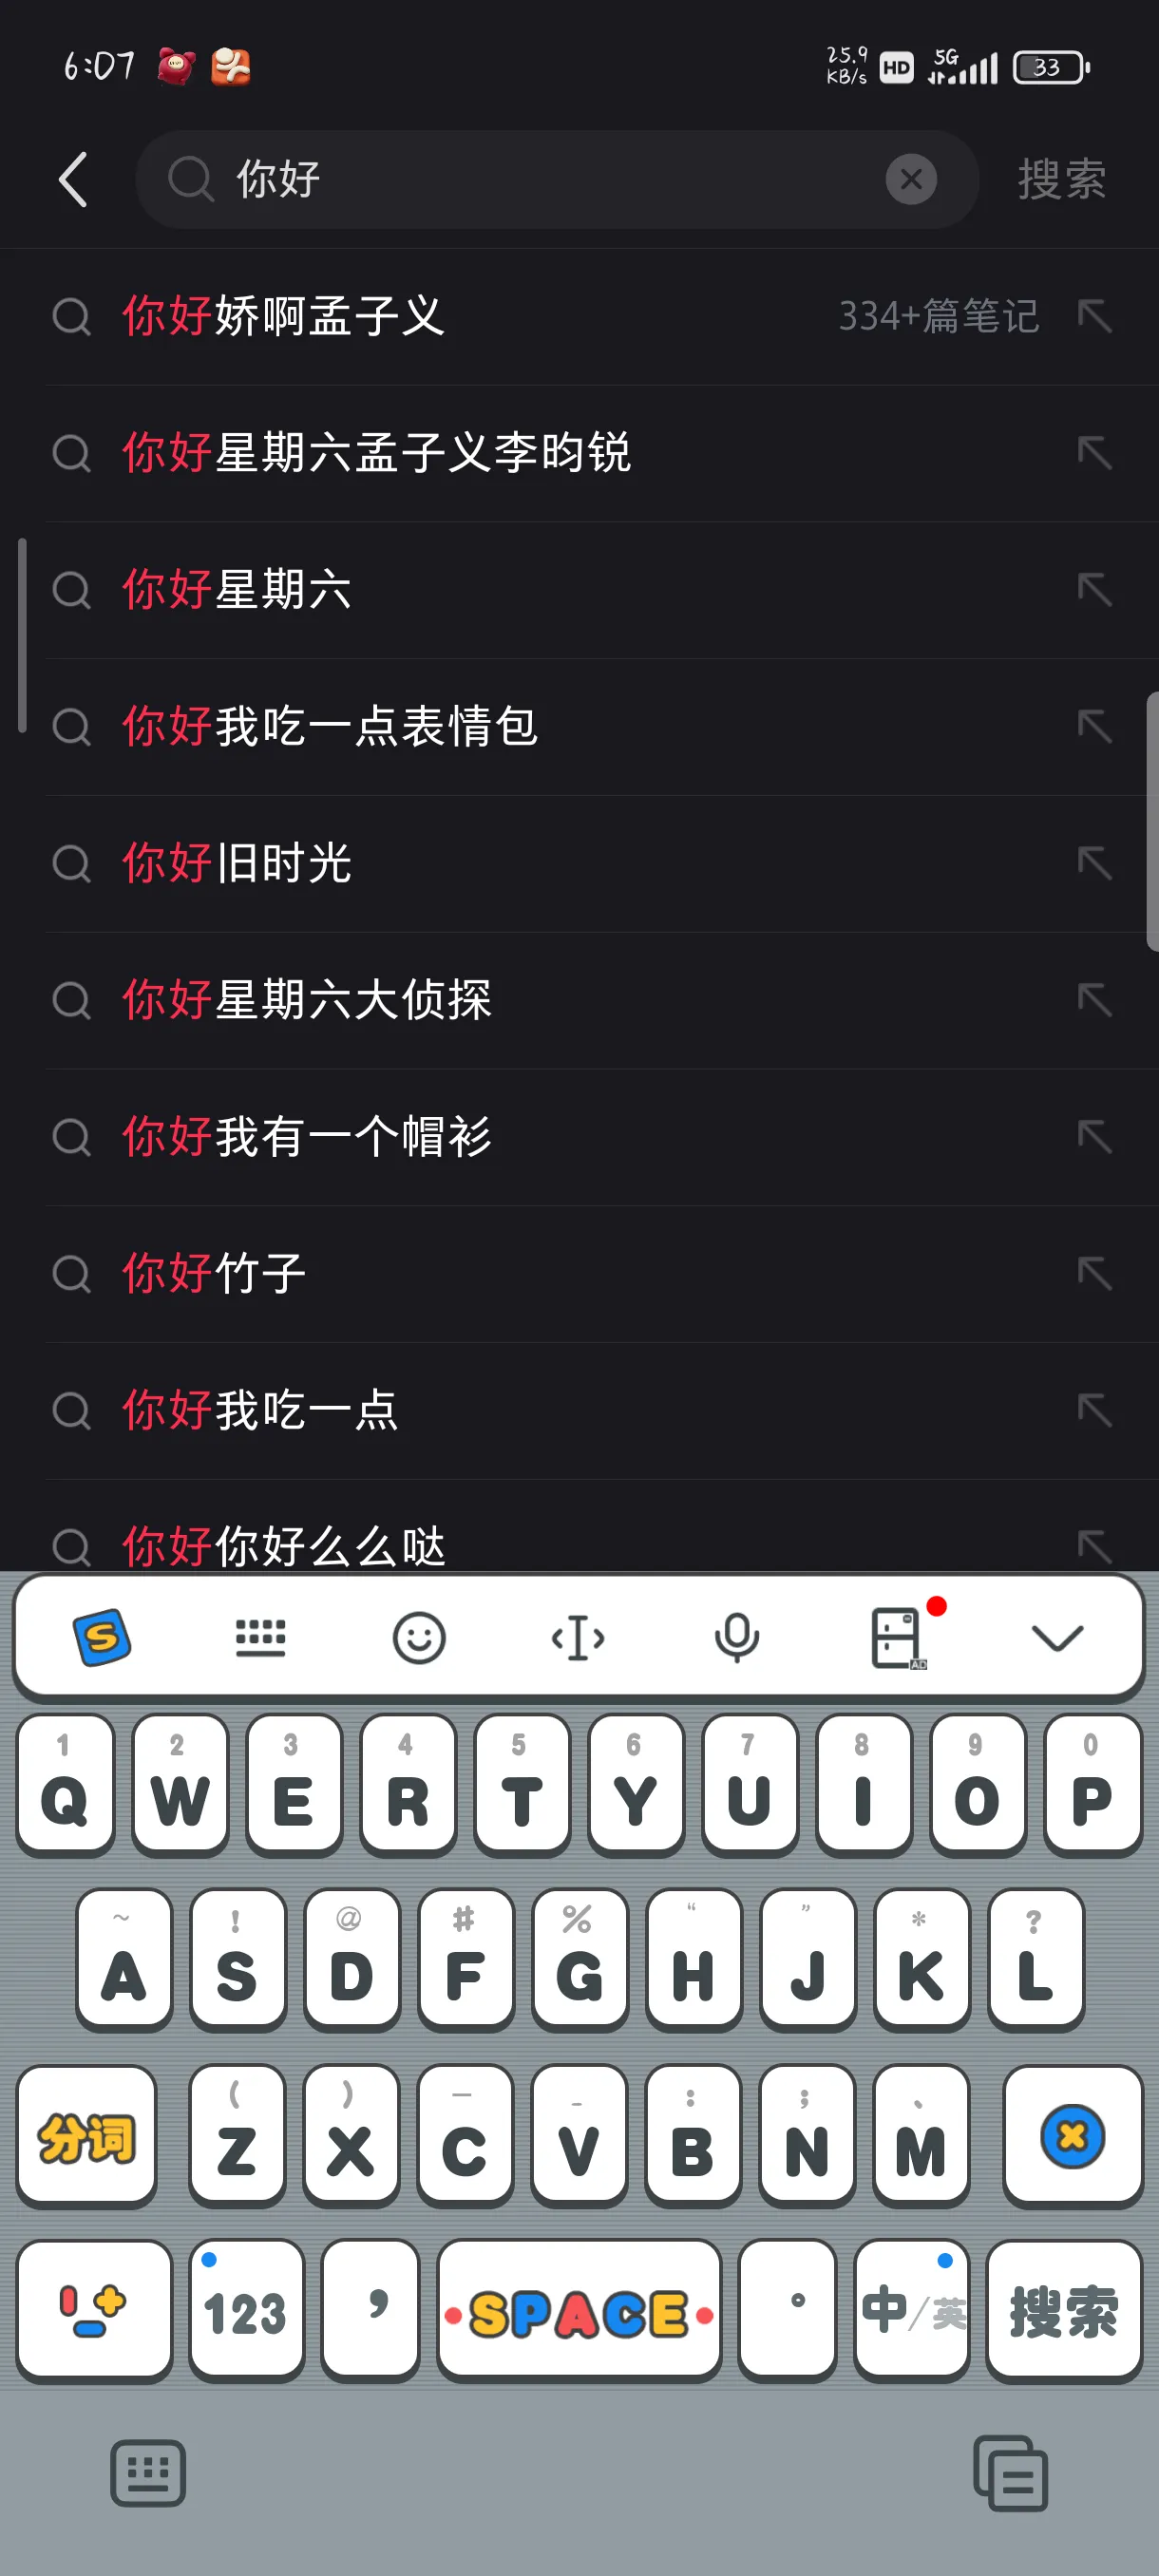 6:07 25.9 KB/s HD 5G 33
你好 搜索
你好娇啊孟子义 334+篇笔记
你好星期六孟子义李昀锐
你好星期六
你好我吃一点表情包
你好旧时光
你好星期六大侦探
你好我有一个帽衫
你好竹子
你好我吃一点
你好你好么么哒
S AD
1 2 3 4 5 6 7 8 9 0
Q W E R T Y U I O P
~ ! @ # % “ ” * ?
A S D F G H J K L
( ) — - : ; 、
分词 Z X C V B N M
123 , SPACE 。 中/英 搜索